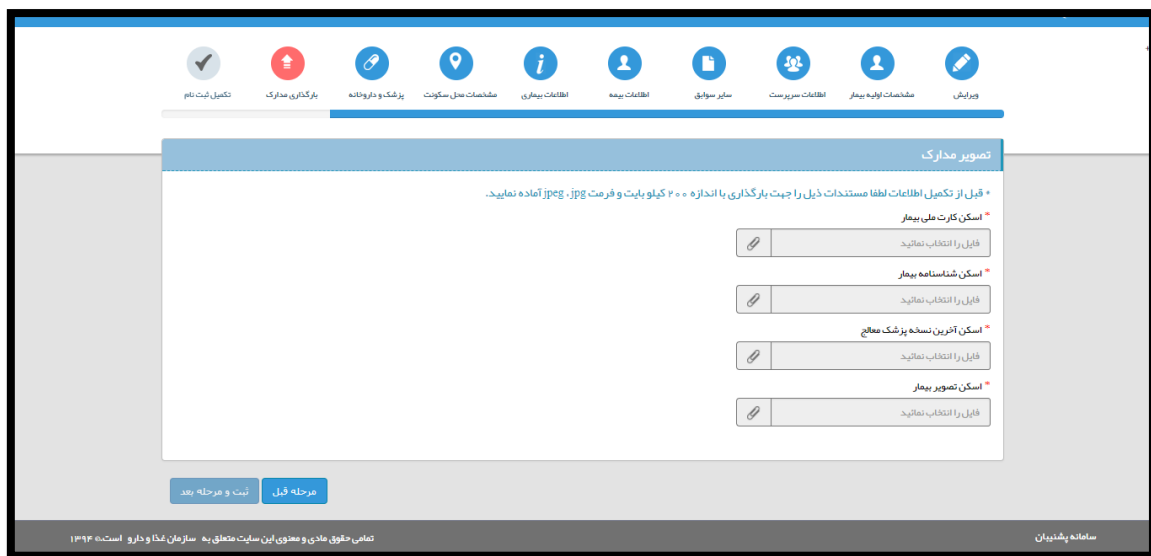 ویرایش
مشخصات اولیه بیمار
اطلاعات سرپرست
سایر سوابق
اطلاعات بیمه
اطلاعات بیماری
مشخصات محل سکونت
پزشک و داروخانه
بارگذاری مدارک
تکمیل ثبت نام
تصویر مدارک
* قبل از تکمیل اطلاعات لطفا مستندات ذیل را جهت بارگذاری با اندازه ۲۰۰ کیلو بایت و فرمت jpeg ، jpg آماده نمایید.
* اسکن کارت ملی بیمار
فایل را انتخاب نمائید
* اسکن شناسنامه بیمار
فایل را انتخاب نمائید
* اسکن آخرین نسخه پزشک معالج
فایل را انتخاب نمائید
* اسکن تصویر بیمار
فایل را انتخاب نمائید
مرحله قبل
ثبت و مرحله بعد
سامانه پشتیبان
تمامی حقوق مادی و معنوی این سایت متعلق به سازمان غذا و دارو است.© ۱۳۹۴